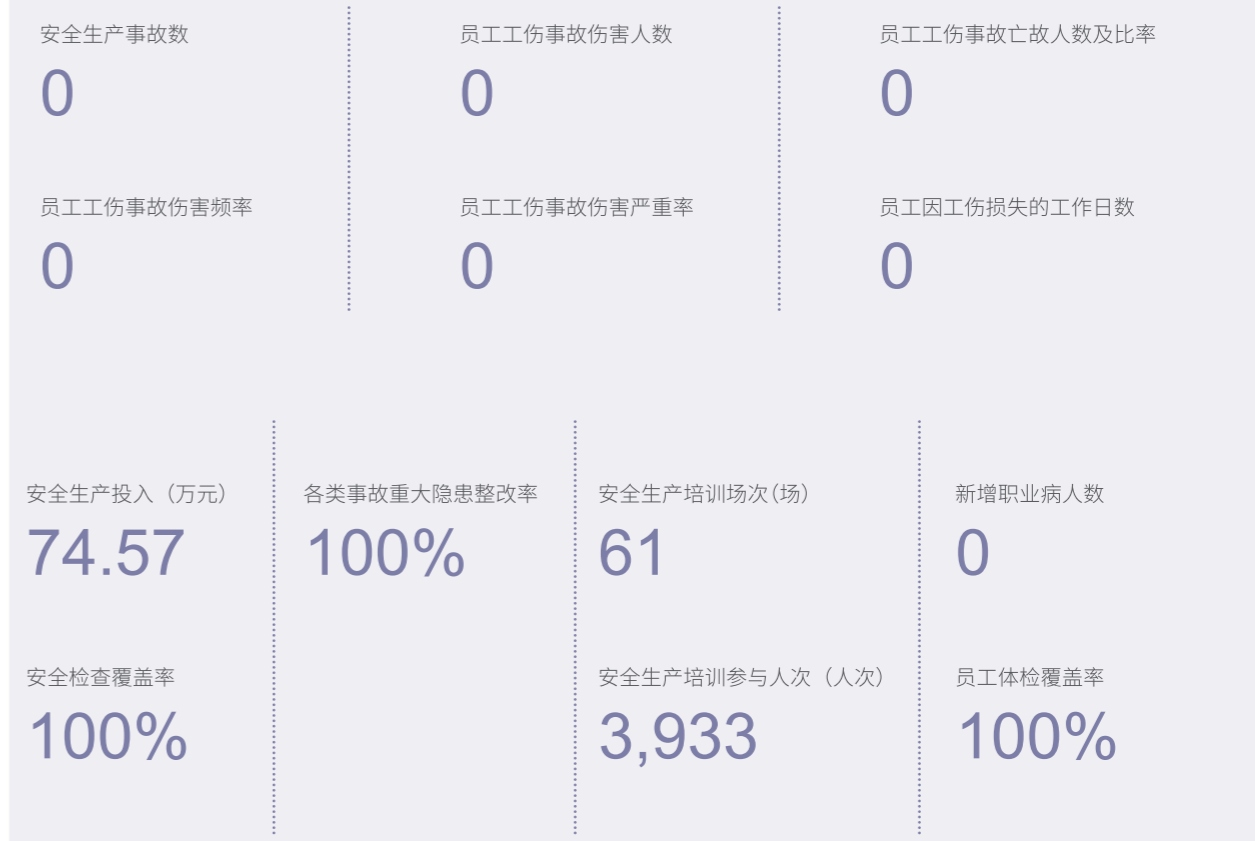 安全生产事故数
员工工伤事故伤害人数
员工工伤事故亡故人数及比率
0
0
0
员工工伤事故伤害频率
员工工伤事故伤害严重率
员工因工伤损失的工作日数
0
0
0
安全生产投入（万元）
各类事故重大隐患整改率
安全生产培训场次(场)
新增职业病人数
74.57
100%
61
0
安全检查覆盖率
安全生产培训参与人次（人次）
员工体检覆盖率
100%
3,933
100%